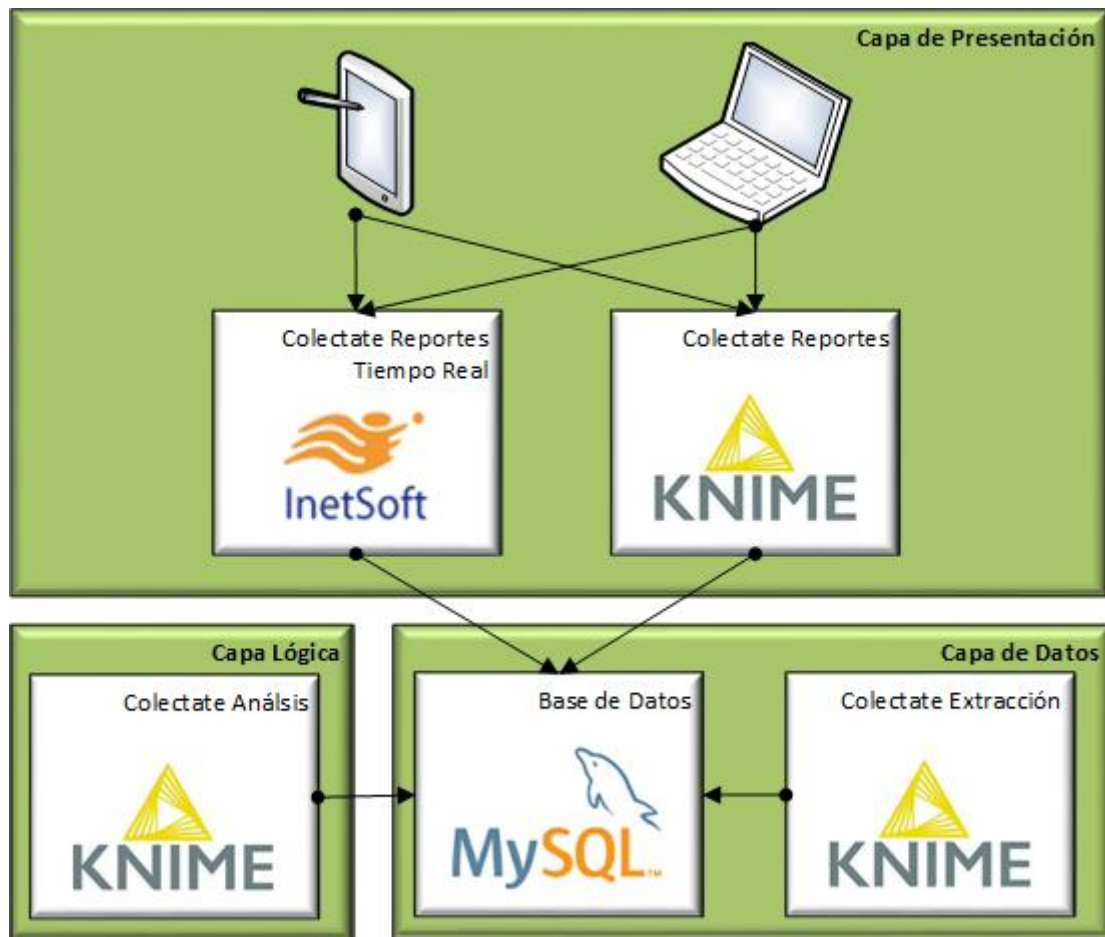 Capa de Presentación
Colectate Reportes
Tiempo Real
InetSoft
Colectate Reportes
KNIME
Capa Lógica
Colectate Análsis
KNIME
Capa de Datos
Base de Datos
MySQL™
Colectate Extracción
KNIME